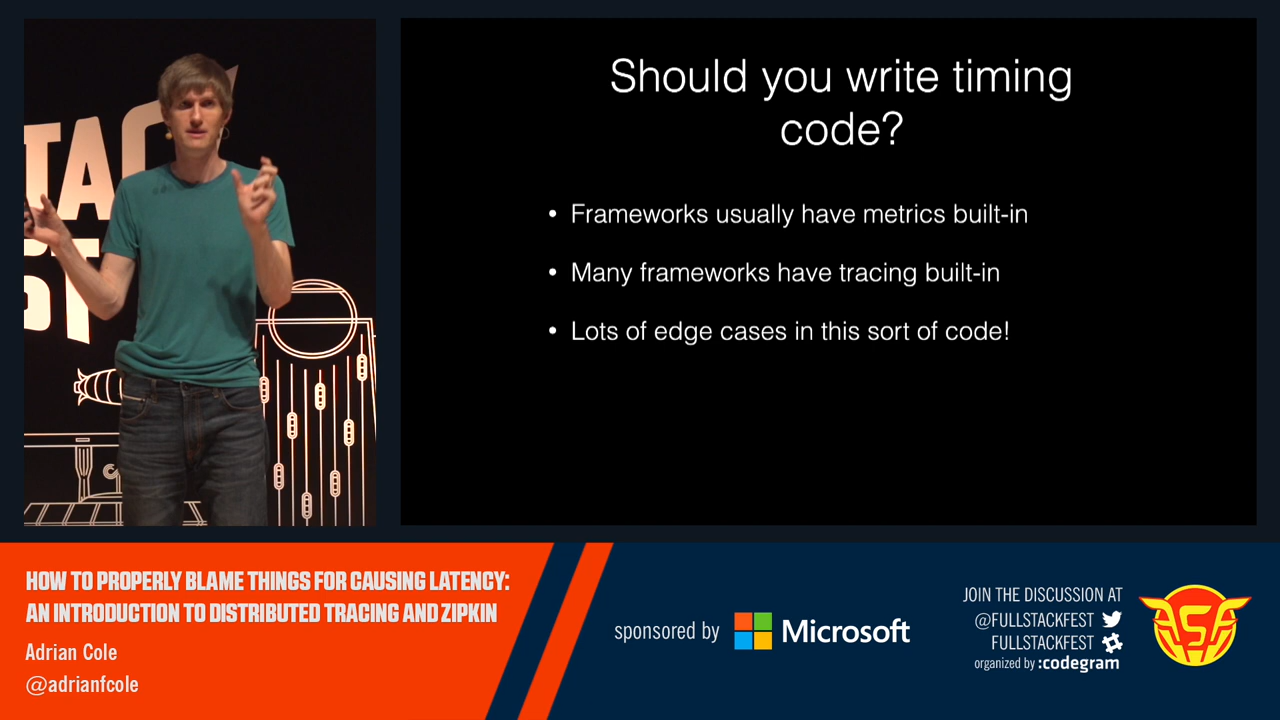 Should you write timing
code?
• Frameworks usually have metrics built-in
• Many frameworks have tracing built-in
• Lots of edge cases in this sort of code!
HOW TO PROPERLY BLAME THINGS FOR CAUSING LATENCY:
AN INTRODUCTION TO DISTRIBUTED TRACING AND ZIPKIN
Adrian Cole
@adrianfcole
sponsored by Microsoft
JOIN THE DISCUSSION AT
@FULLSTACKFEST
FULLSTACKFEST
organized by :codegram